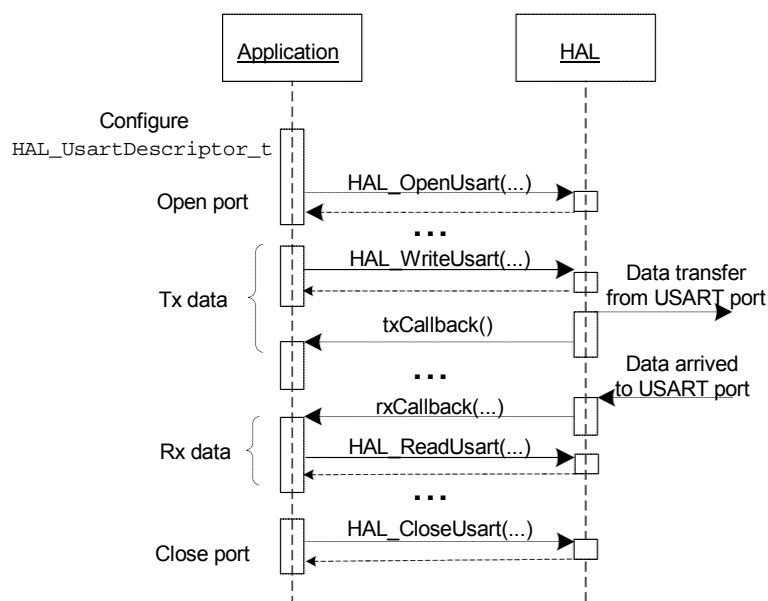 Application
HAL
Configure
HAL_UsartDescriptor_t
Open port
HAL_OpenUsart(...)
...
HAL_WriteUsart(...)
Data transfer
from USART port
Tx data
txCallback()
...
Data arrived
to USART port
rxCallback(...)
Rx data
HAL_ReadUsart(...)
...
HAL_CloseUsart(...)
Close port